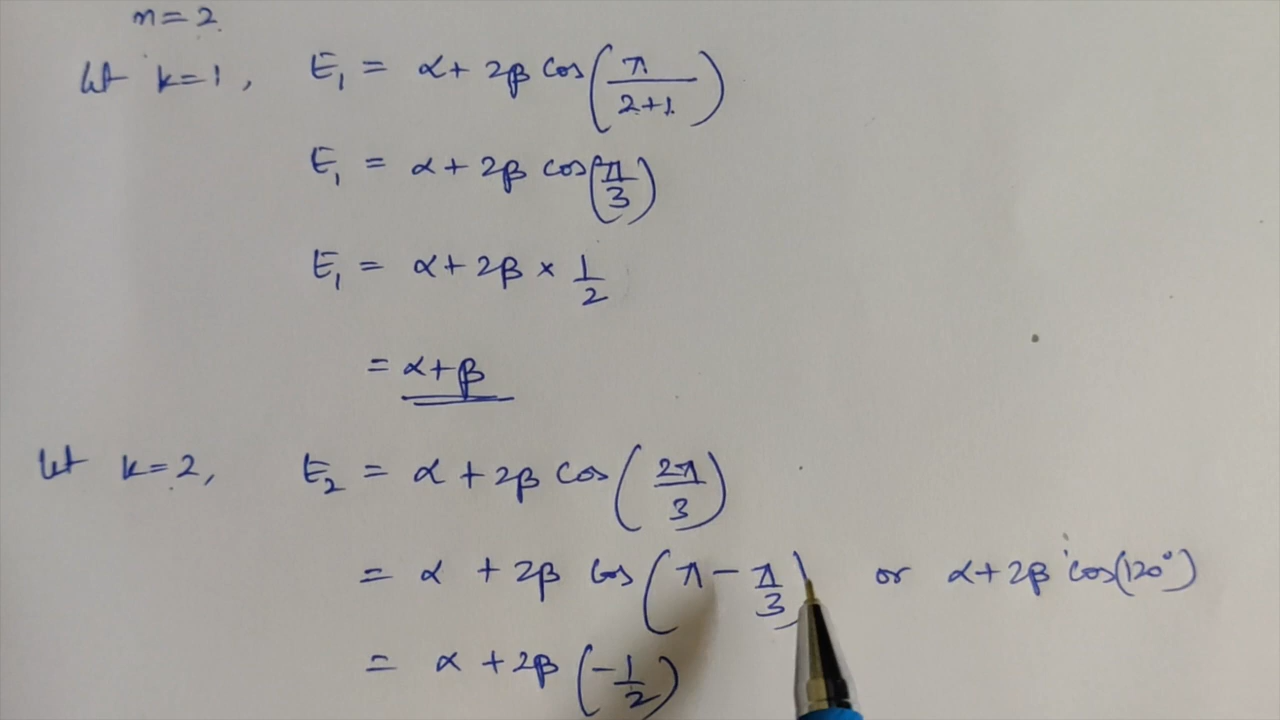 n=2
Let k=1, E₁ = α+2β cos(π/2+1)
E₁ = α+2β cos(π/3)
E₁ = α+2β × 1/2
= α+β
Let k=2, E₂ = α+2β cos(2π/3)
= α +2β cos(π-π/3) or α+2β cos(120°)
= α +2β(-1/2)